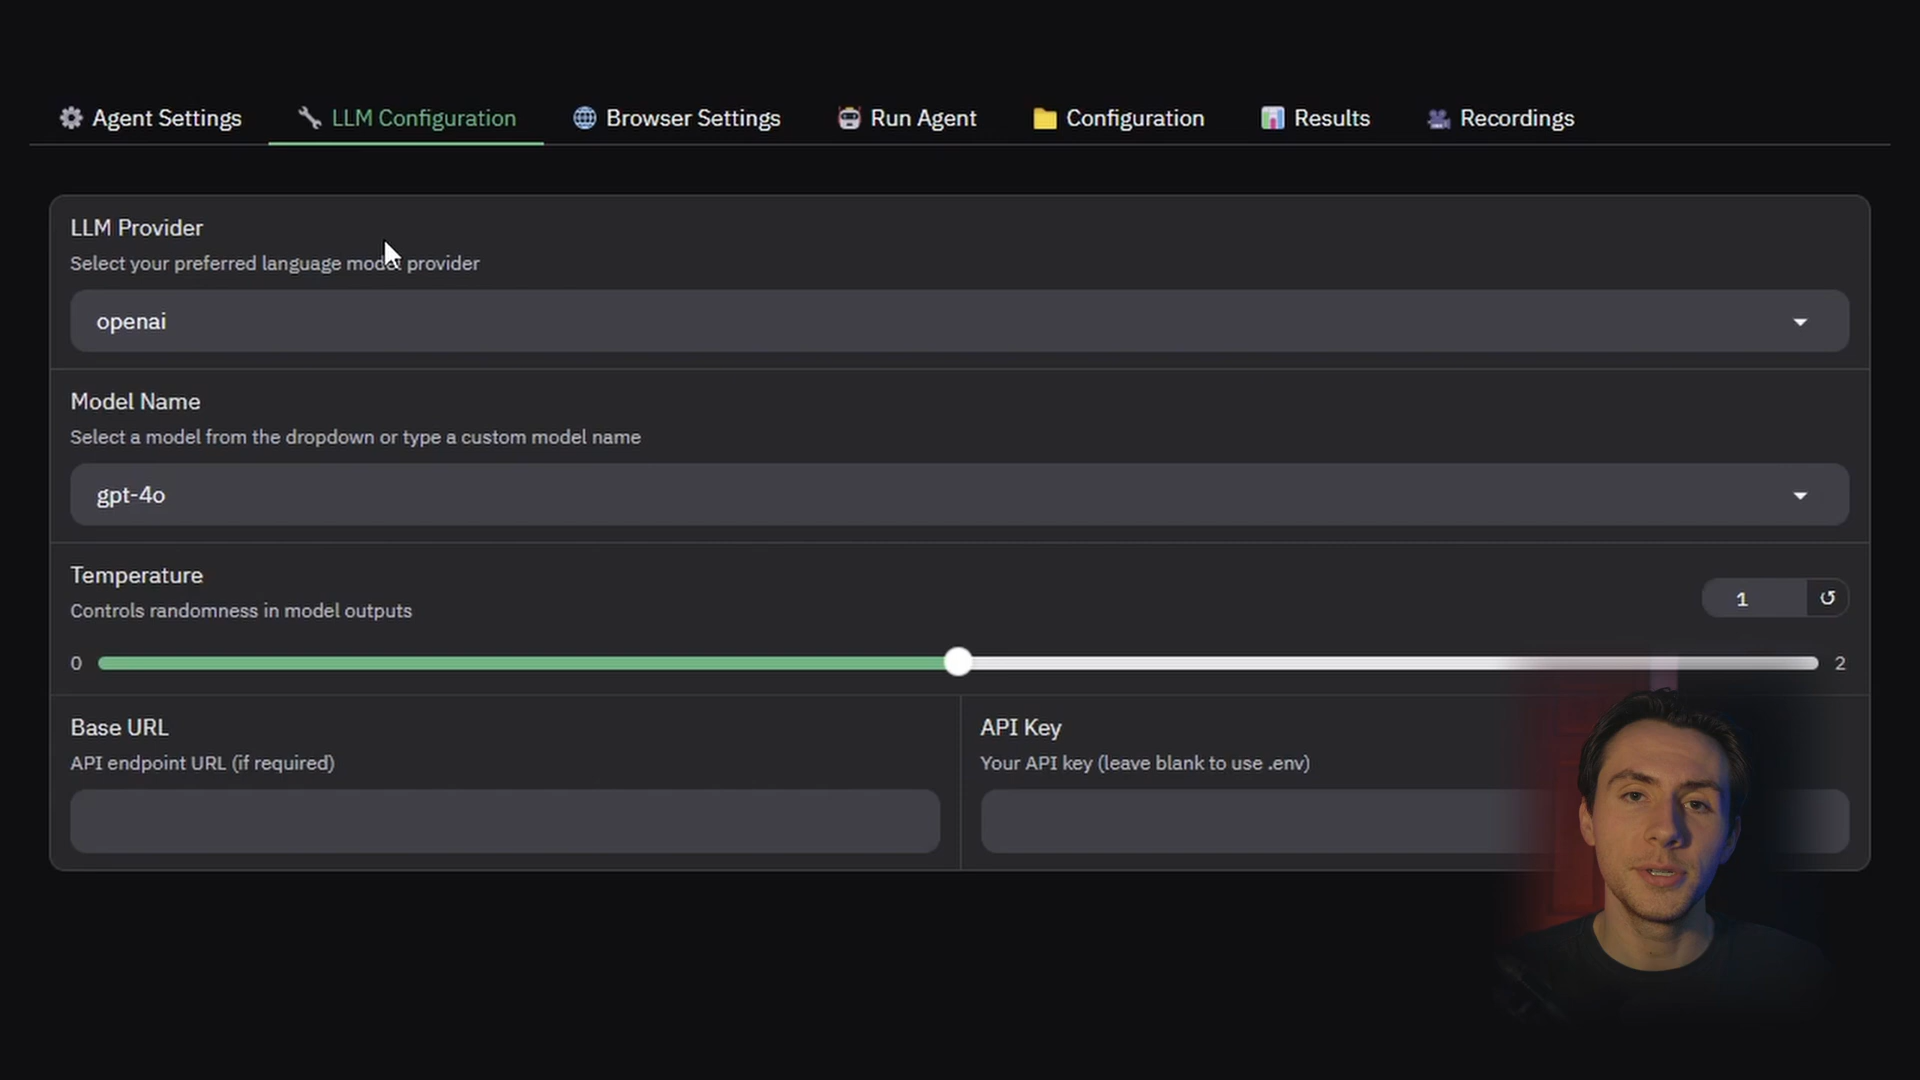 Agent Settings LLM Configuration Browser Settings Run Agent Configuration Results Recordings
LLM Provider
Select your preferred language model provider
openai
Model Name
Select a model from the dropdown or type a custom model name
gpt-4o
Temperature
Controls randomness in model outputs
1
0 2
Base URL
API endpoint URL (if required)
API Key
Your API key (leave blank to use .env)